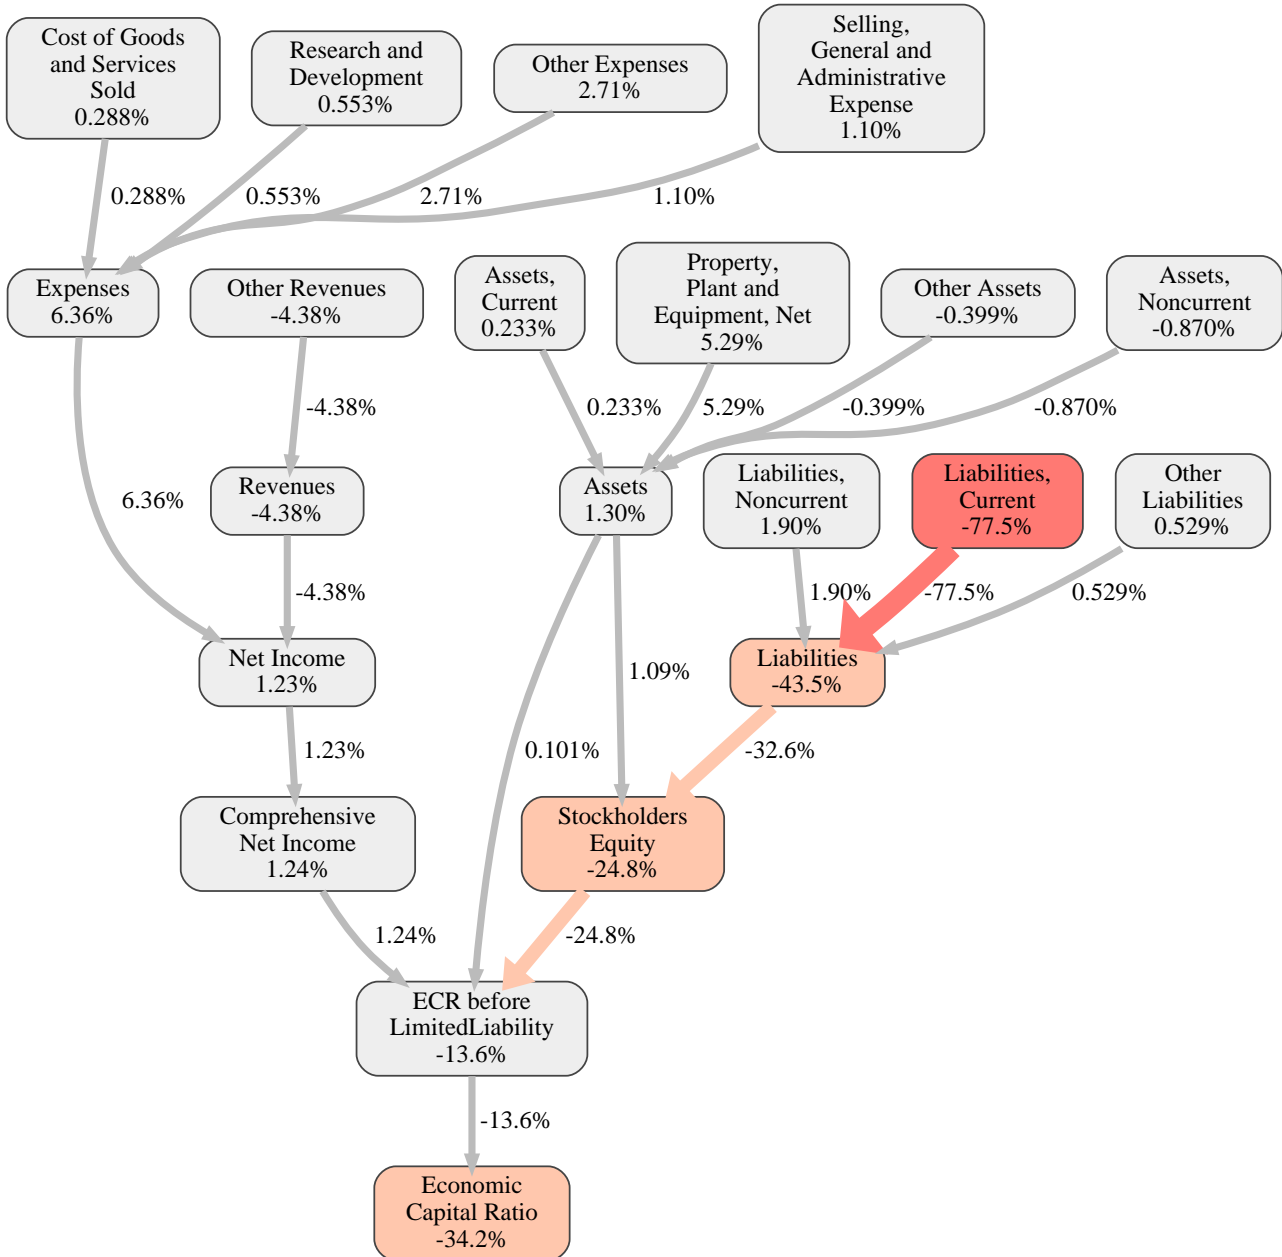 Cost of Goods
and Services
Sold
0.288%
Research and
Development
0.553%
Other Expenses
2.71%
Selling,
General and
Administrative
Expense
1.10%
0.288%
0.553%
2.71%
1.10%
Expenses
6.36%
Other Revenues
-4.38%
Assets,
Current
0.233%
Property,
Plant and
Equipment, Net
5.29%
Other Assets
-0.399%
Assets,
Noncurrent
-0.870%
-4.38%
0.233%
5.29%
-0.399%
-0.870%
6.36%
Revenues
-4.38%
Assets
1.30%
Liabilities,
Noncurrent
1.90%
Liabilities,
Current
-77.5%
Other
Liabilities
0.529%
-4.38%
1.90%
-77.5%
0.529%
Net Income
1.23%
1.09%
Liabilities
-43.5%
1.23%
0.101%
-32.6%
Comprehensive
Net Income
1.24%
Stockholders
Equity
-24.8%
1.24%
-24.8%
ECR before
LimitedLiability
-13.6%
-13.6%
Economic
Capital Ratio
-34.2%